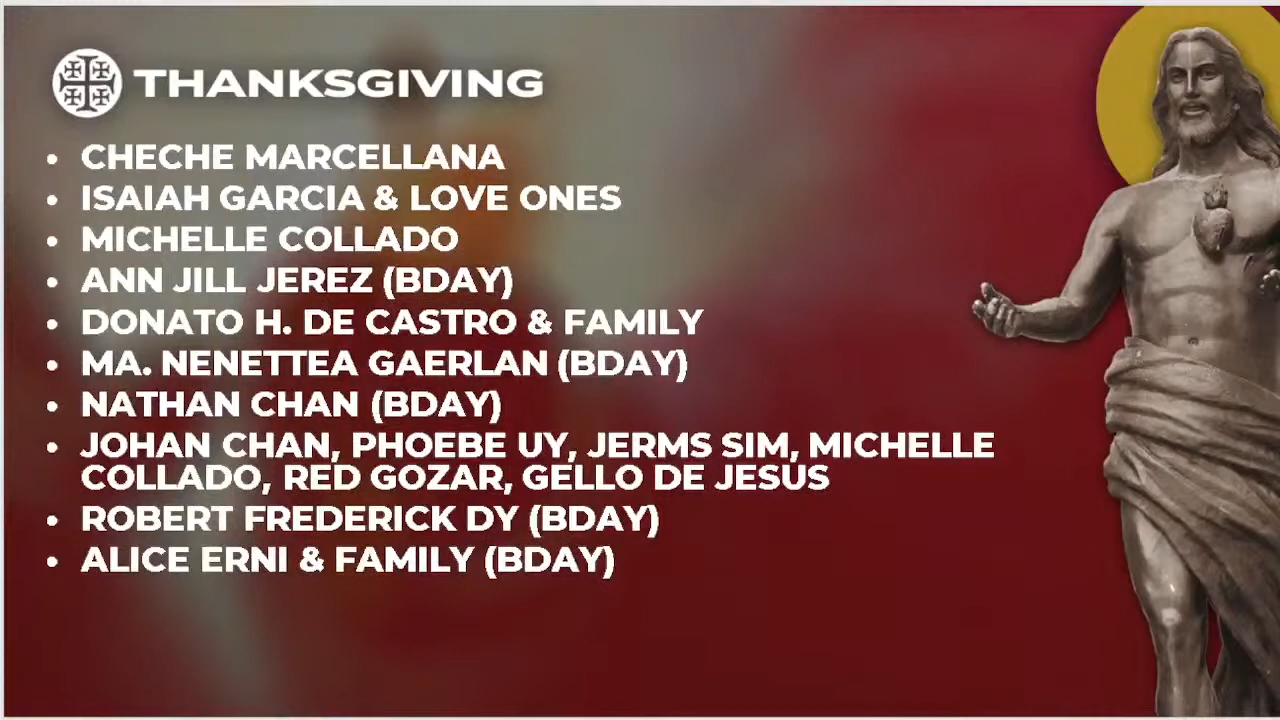 THANKSGIVING
• CHECHE MARCELLANA
• ISAIAH GARCIA & LOVE ONES
• MICHELLE COLLADO
• ANN JILL JEREZ (BDAY)
• DONATO H. DE CASTRO & FAMILY
• MA. NENETTEA GAERLAN (BDAY)
• NATHAN CHAN (BDAY)
• JOHAN CHAN, PHOEBE UY, JERMS SIM, MICHELLE
COLLADO, RED GOZAR, GELLO DE JESUS
• ROBERT FREDERICK DY (BDAY)
• ALICE ERNI & FAMILY (BDAY)